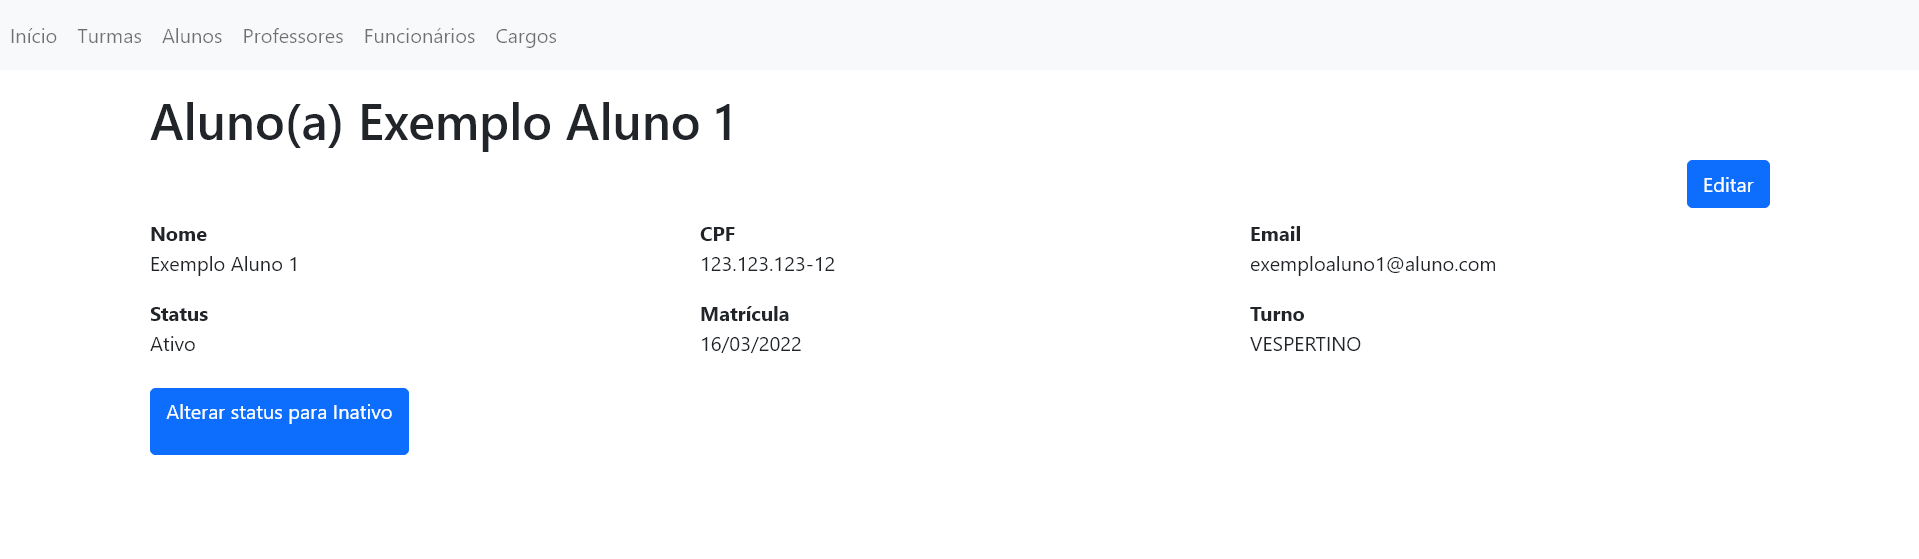 Início Turmas Alunos Professores Funcionários Cargos
Aluno(a) Exemplo Aluno 1
Editar
Nome CPF Email
Exemplo Aluno 1 123.123.123-12 exemploaluno1@aluno.com
Status Matrícula Turno
Ativo 16/03/2022 VESPERTINO
Alterar status para Inativo